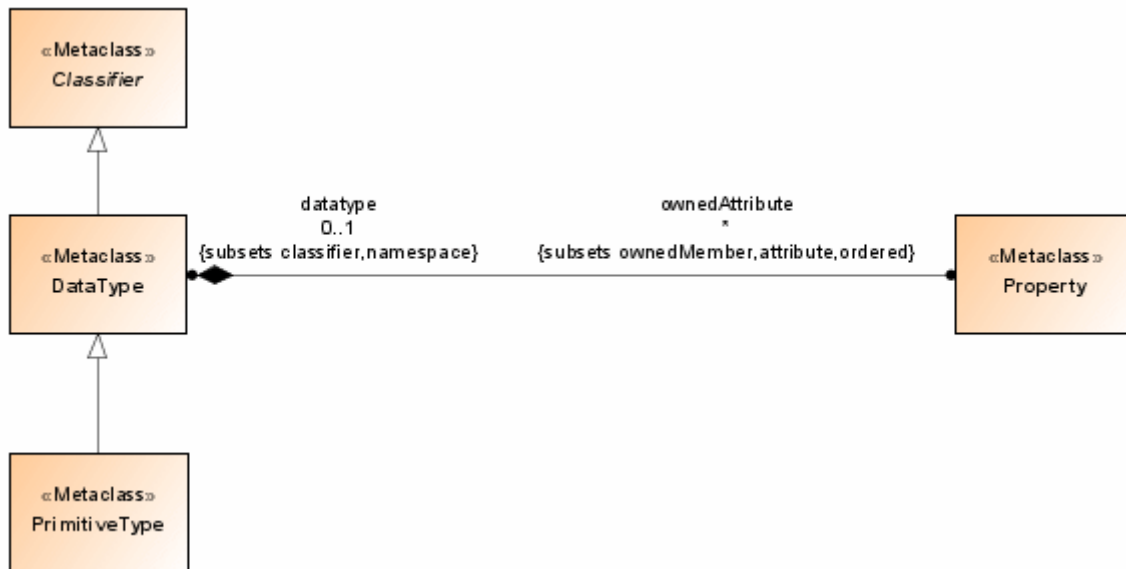 «Metaclass»
Classifier
datatype
0..1
{subsets classifier,namespace}
ownedAttribute
*
{subsets ownedMember,attribute,ordered}
«Metaclass»
DataType
«Metaclass»
Property
«Metaclass»
PrimitiveType